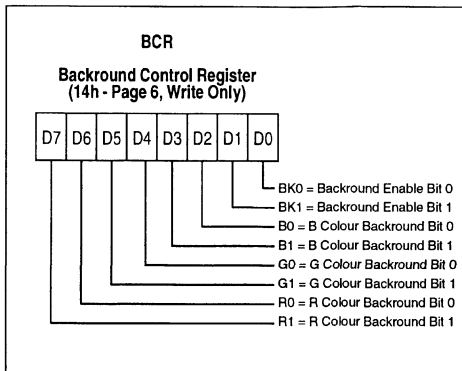 BCR
Backround Control Register
(14h - Page 6, Write Only)
D7 D6 D5 D4 D3 D2 D1 D0
BK0 = Backround Enable Bit 0
BK1 = Backround Enable Bit 1
B0 = B Colour Backround Bit 0
B1 = B Colour Backround Bit 1
G0 = G Colour Backround Bit 0
G1 = G Colour Backround Bit 1
R0 = R Colour Backround Bit 0
R1 = R Colour Backround Bit 1